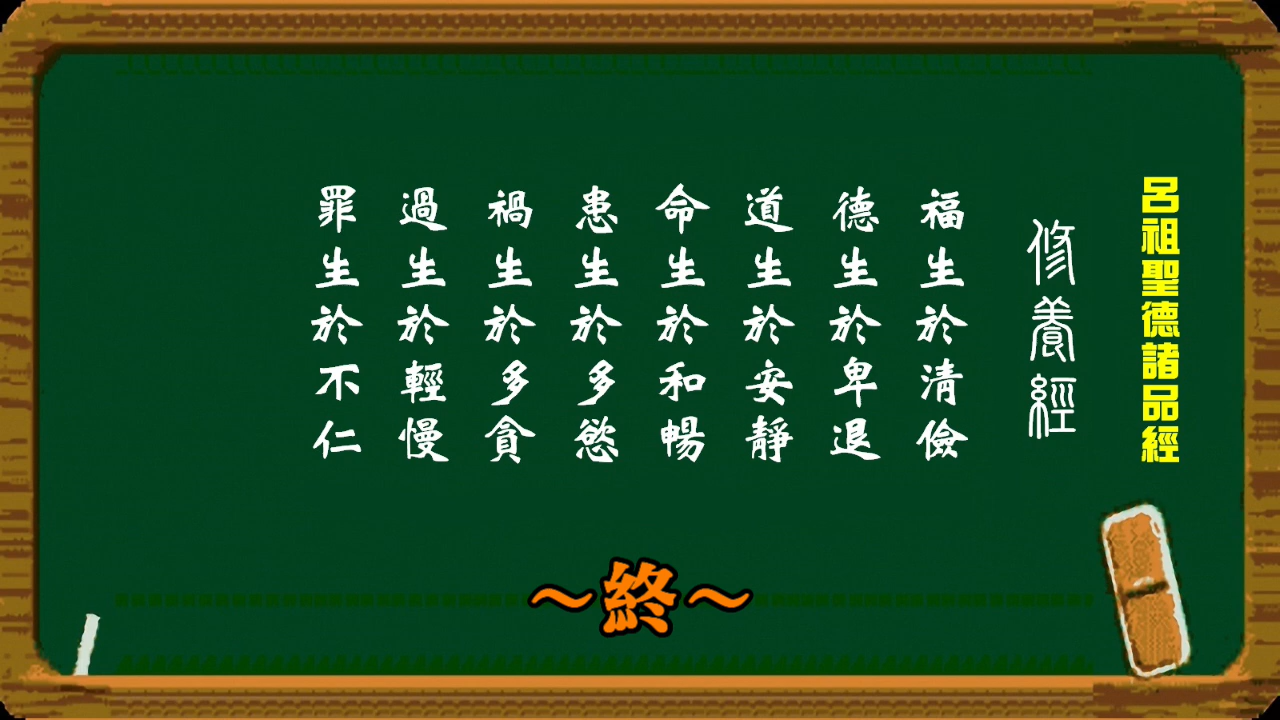 呂祖聖德諸品經
修養經
福生於清儉
德生於卑退
道生於安靜
命生於和暢
患生於多慾
禍生於多貪
過生於輕慢
罪生於不仁
～終～